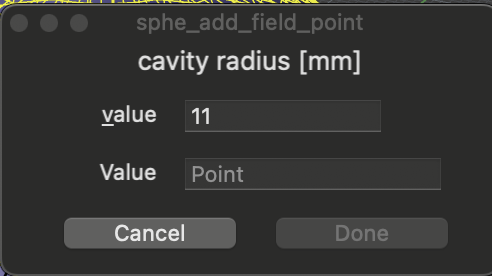 sphe_add_field_point
cavity radius [mm]
value 11
Value Point
Cancel Done